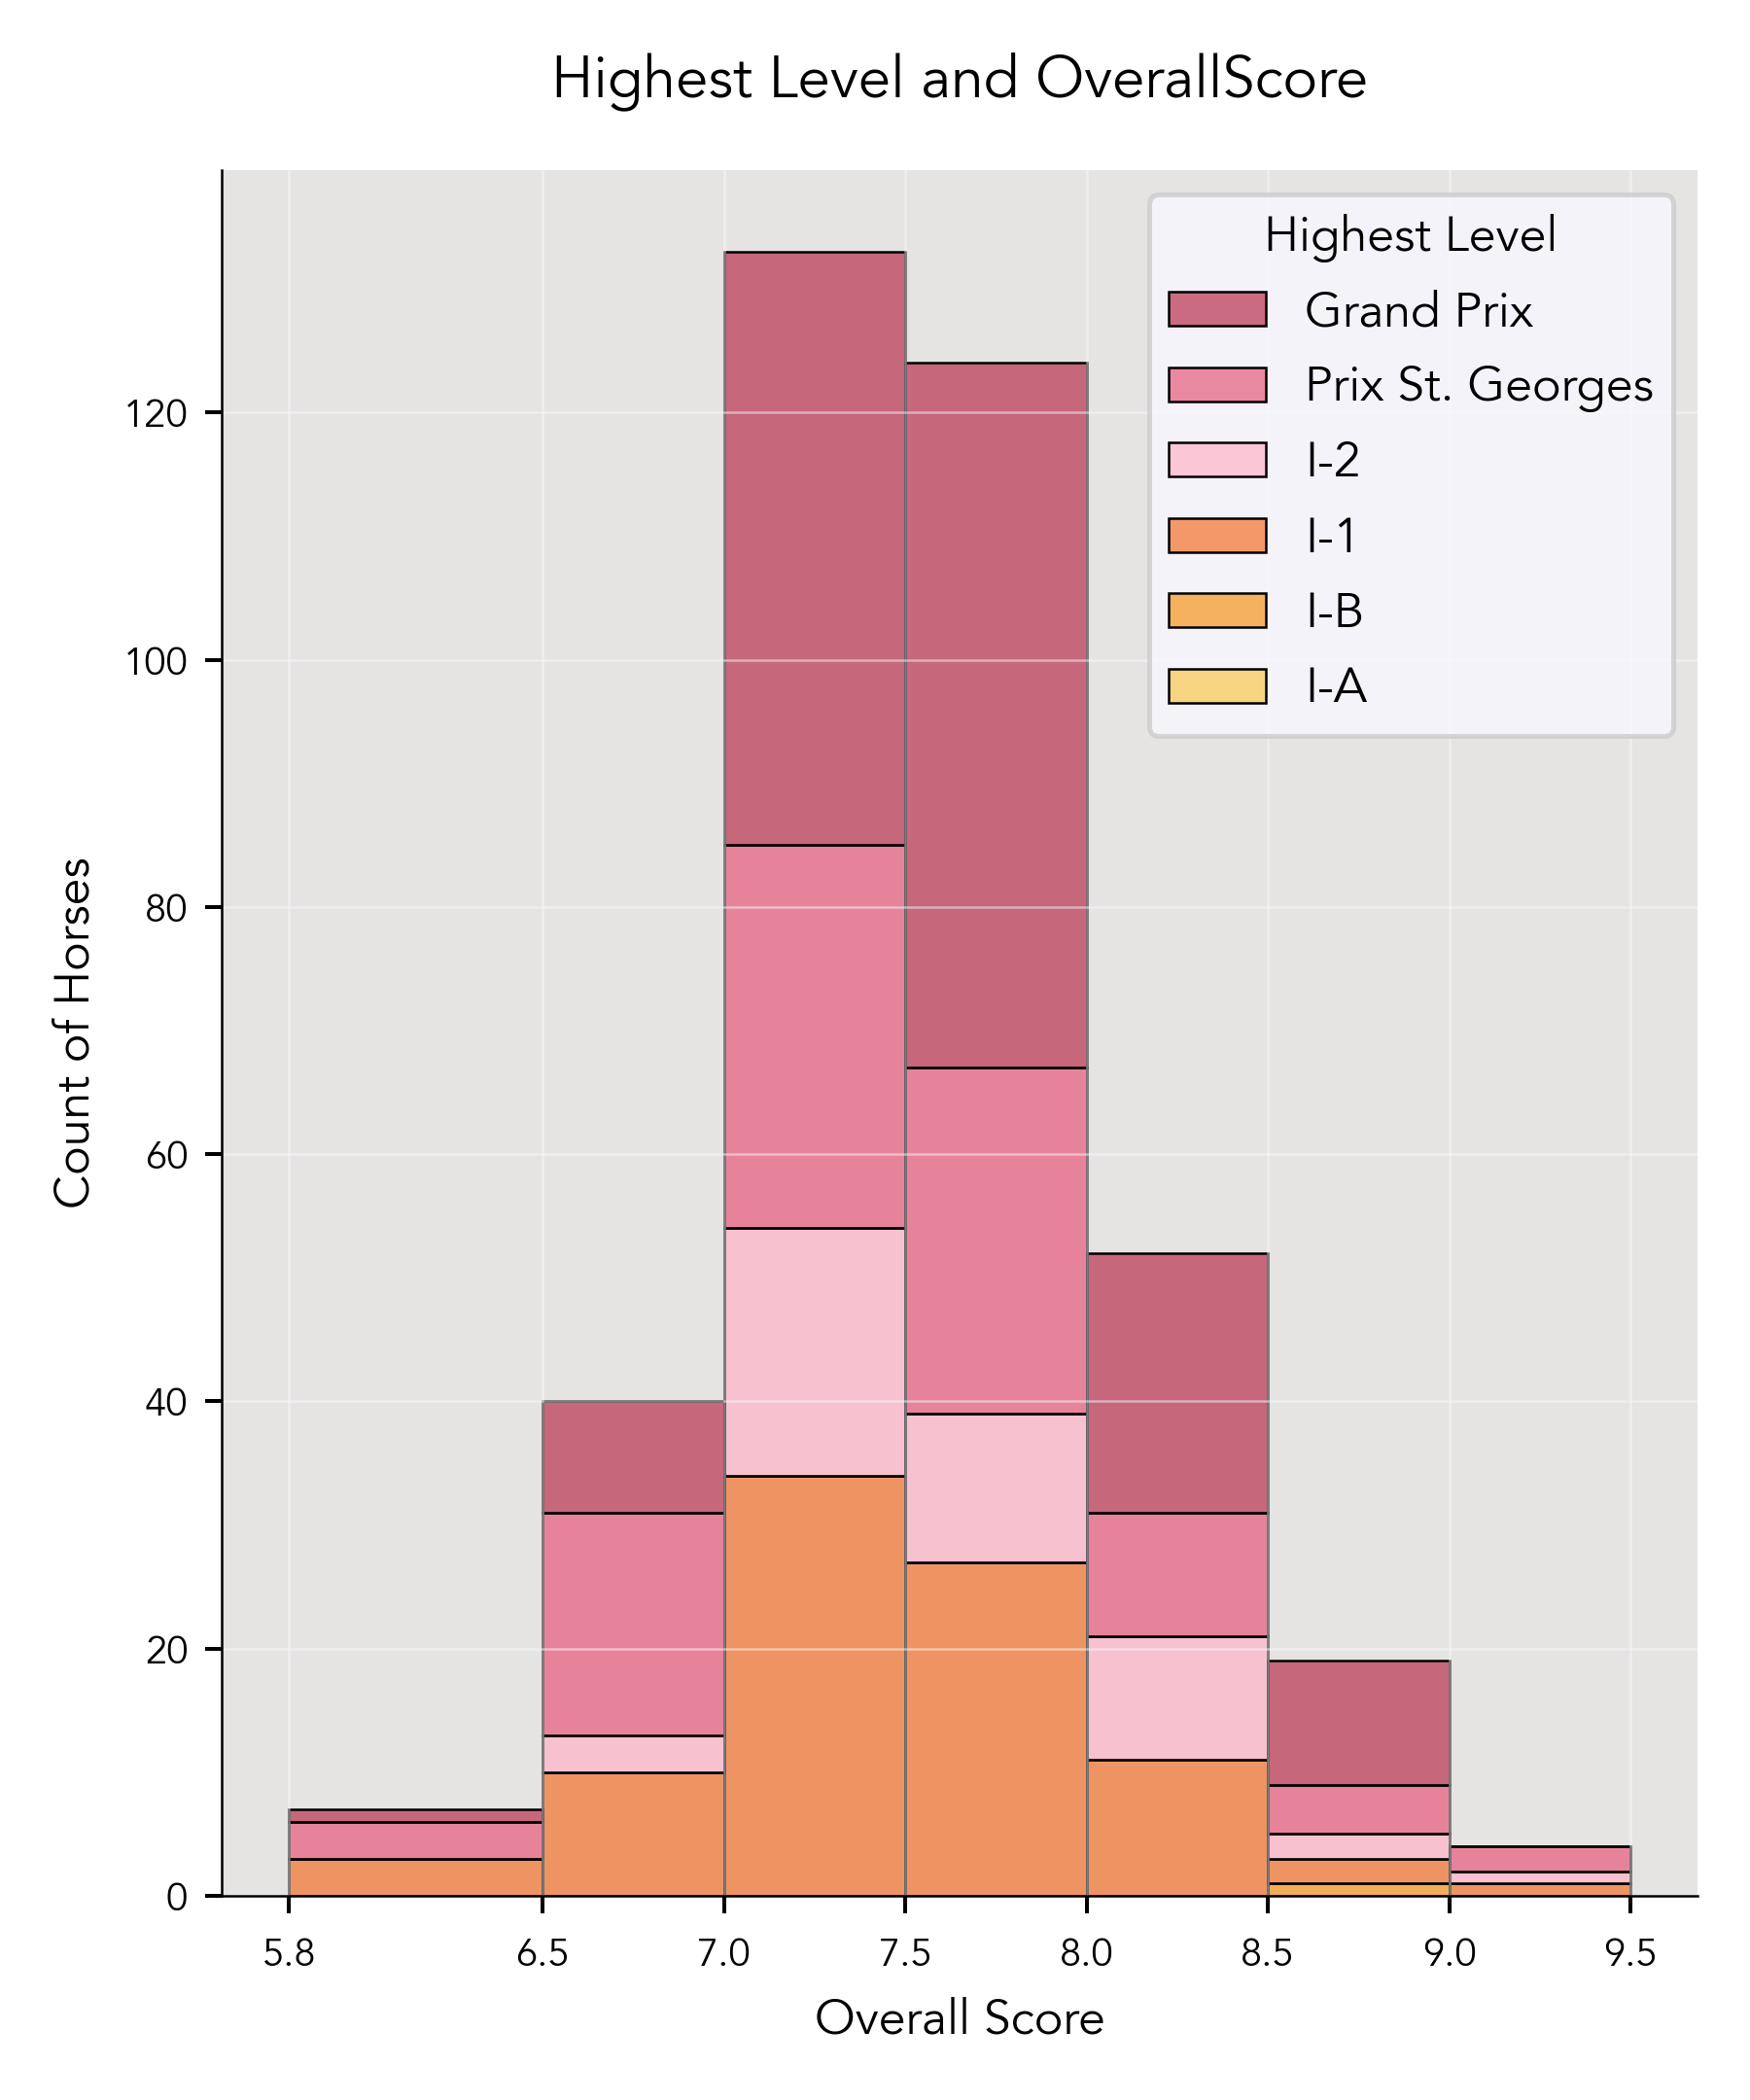 Highest Level and OverallScore
Highest Level
Grand Prix
Prix St. Georges
I-2
I-1
I-B
I-A
Count of Horses
120
100
80
60
40
20
0
5.8 6.5 7.0 7.5 8.0 8.5 9.0 9.5
Overall Score